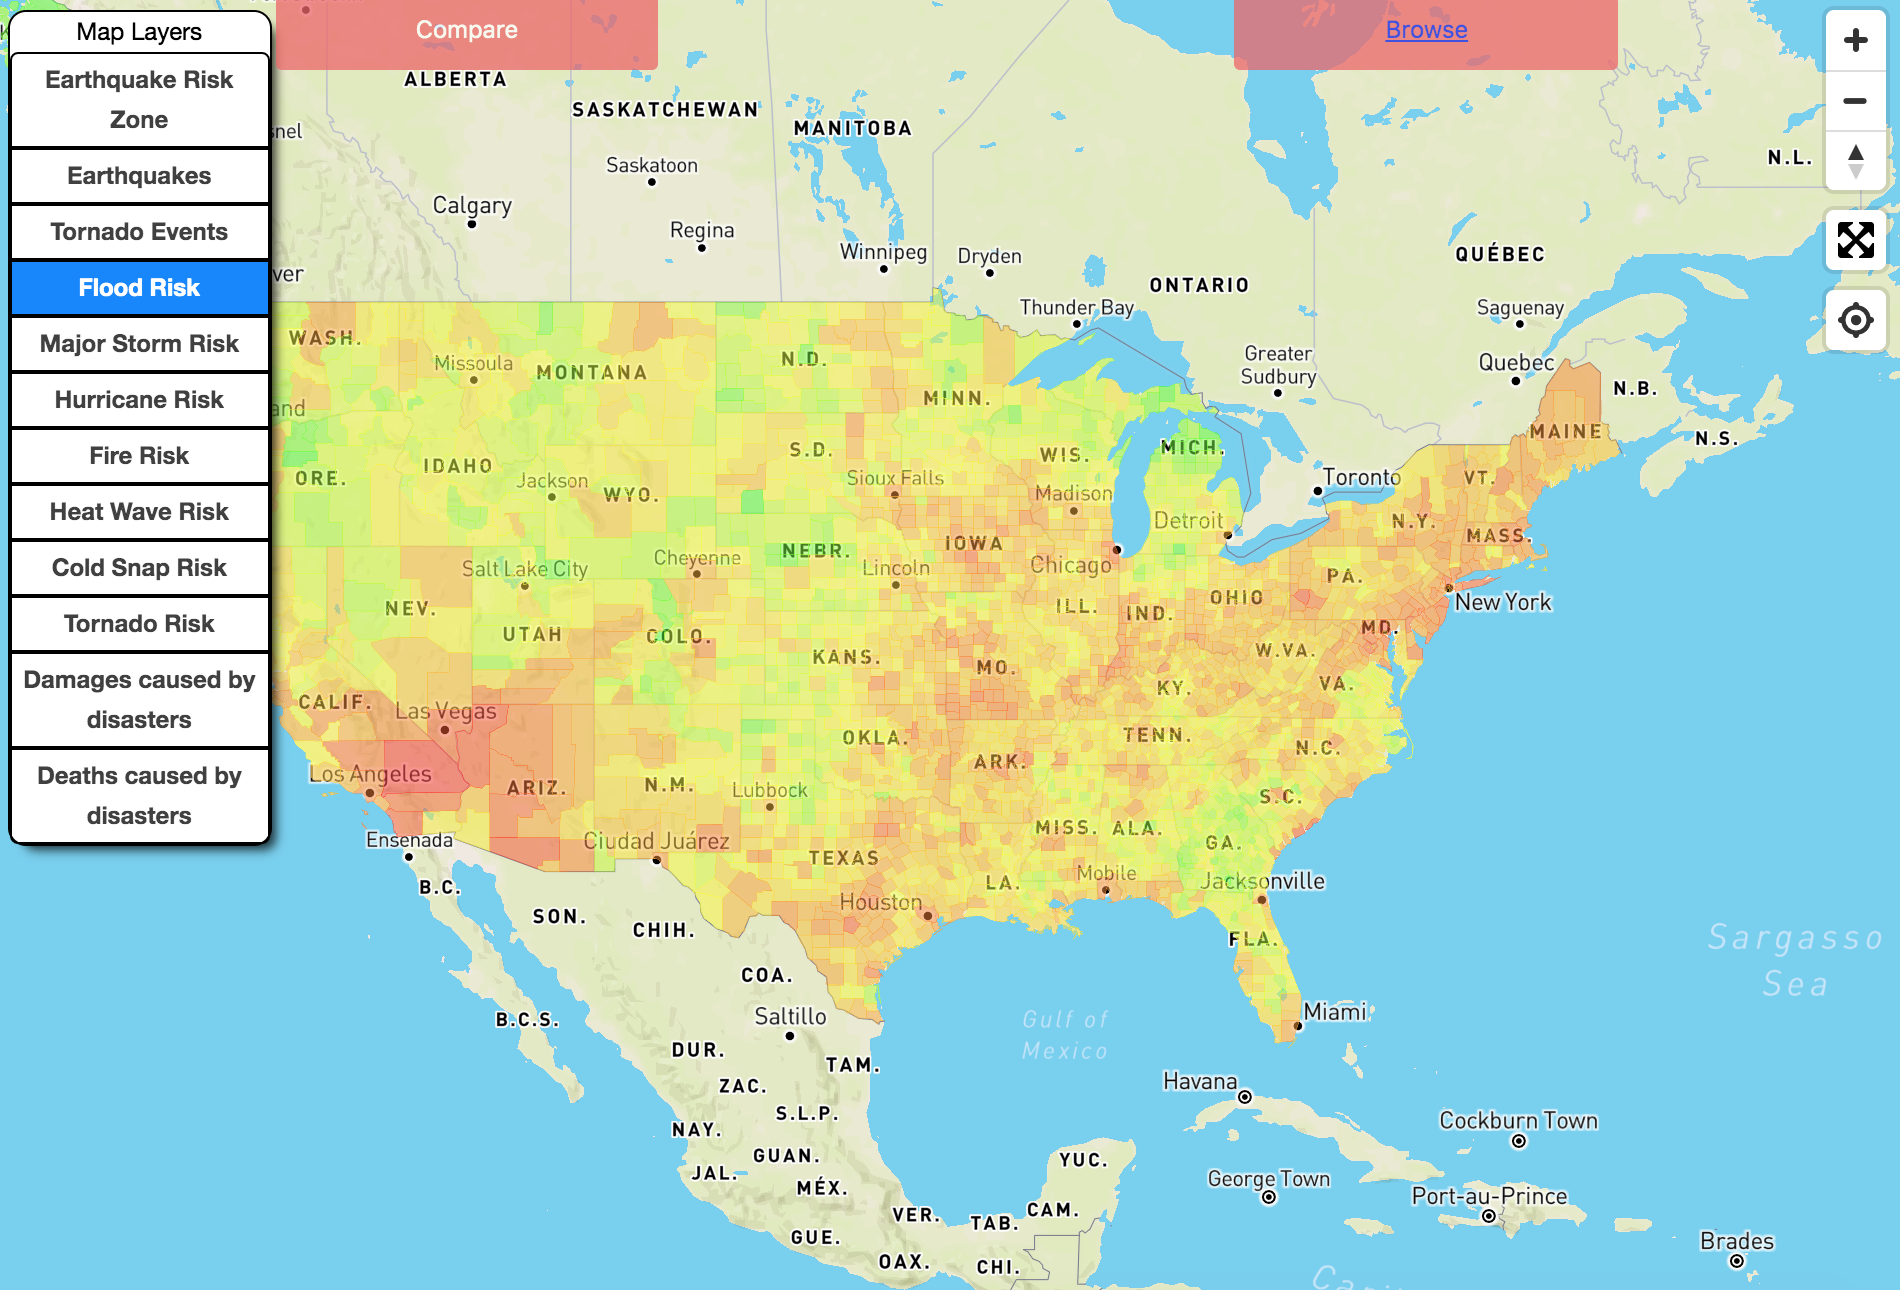 Map Layers
Earthquake Risk
Zone
Earthquakes
Tornado Events
Flood Risk
Major Storm Risk
Hurricane Risk
Fire Risk
Heat Wave Risk
Cold Snap Risk
Tornado Risk
Damages caused by
disasters
Deaths caused by
disasters
Compare
Browse
ALBERTA
SASKATCHEWAN
MANITOBA
Saskatoon
Calgary
Regina
Winnipeg
Dryden
Thunder Bay
ONTARIO
QUÉBEC
N.L.
Saguenay
Greater
Sudbury
Quebec
N.B.
N.S.
MAINE
WASH.
Missoula
MONTANA
N.D.
MINN.
ORE.
IDAHO
Jackson
WYO.
S.D.
Sioux Falls
WIS.
Madison
MICH.
Detroit
Toronto
VT.
N.Y.
MASS.
NEBR.
IOWA
Chicago
Salt Lake City
Cheyenne
Lincoln
PA.
New York
NEV.
UTAH
COLO.
KANS.
MO.
ILL.
IND.
OHIO
MD.
W.VA.
VA.
KY.
CALIF.
Las Vegas
OKLA.
ARK.
TENN.
N.C.
Los Angeles
ARIZ.
N.M.
Lubbock
S.C.
MISS.
ALA.
GA.
Ensenada
Ciudad Juárez
TEXAS
LA.
Mobile
Jacksonville
Houston
FLA.
B.C.
SON.
CHIH.
COA.
Sargasso
Sea
B.C.S.
Saltillo
Gulf of
Mexico
Miami
DUR.
TAM.
ZAC.
Havana
S.L.P.
NAY.
Cockburn Town
GUAN.
YUC.
JAL.
MÉX.
George Town
Port-au-Prince
VER.
TAB.
CAM.
GUE.
OAX.
CHI.
Brades